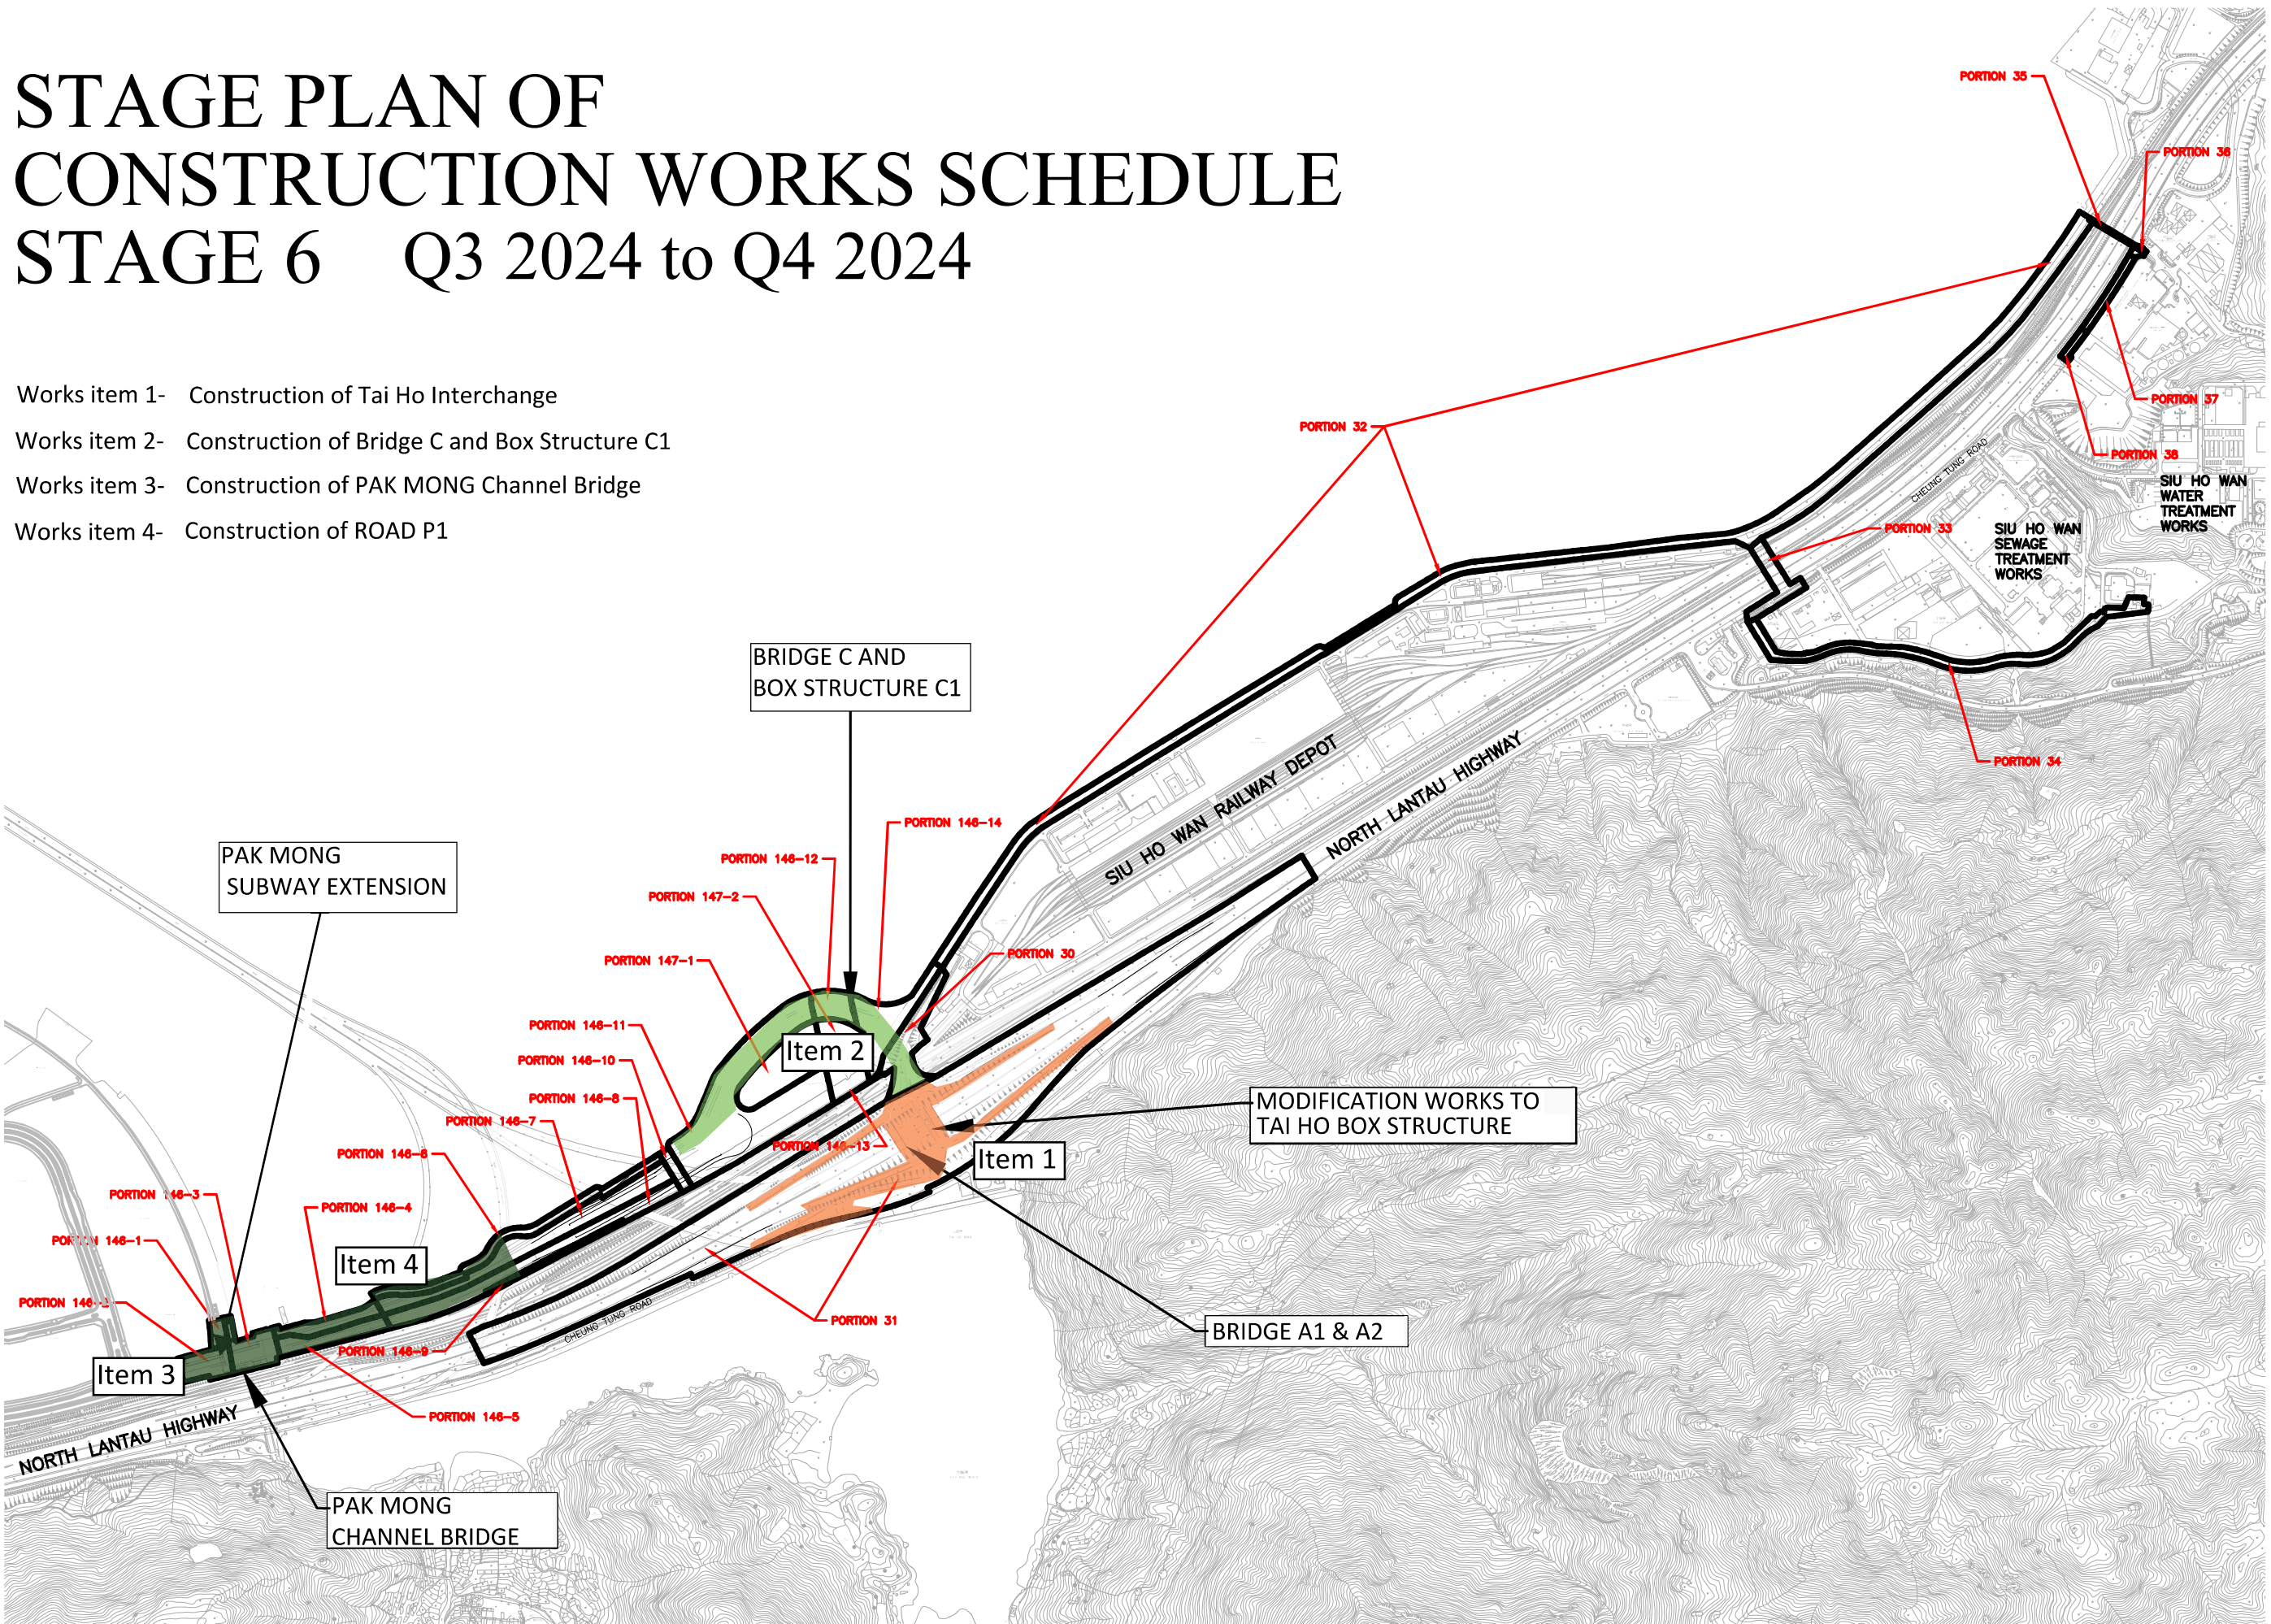 STAGE PLAN OF
CONSTRUCTION WORKS SCHEDULE
STAGE 6 Q3 2024 to Q4 2024
Works item 1- Construction of Tai Ho Interchange
Works item 2- Construction of Bridge C and Box Structure C1
Works item 3- Construction of PAK MONG Channel Bridge
Works item 4- Construction of ROAD P1
PORTION 35
PORTION 36
PORTION 32
PORTION 37
PORTION 38
CHEUNG TUNG ROAD
SIU HO WAN
WATER
TREATMENT
WORKS
PORTION 33
SIU HO WAN
SEWAGE
TREATMENT
WORKS
PORTION 34
BRIDGE C AND
BOX STRUCTURE C1
SIU HO WAN RAILWAY DEPOT
NORTH LANTAU HIGHWAY
PORTION 146-14
PORTION 146-12
PORTION 147-2
PORTION 147-1
PORTION 30
PAK MONG
SUBWAY EXTENSION
PORTION 146-11
Item 2
PORTION 146-10
PORTION 146-8
PORTION 146-7
PORTION 146-13
MODIFICATION WORKS TO
TAI HO BOX STRUCTURE
Item 1
PORTION 146-6
PORTION 146-3
PORTION 146-4
PORTION 146-1
Item 4
PORTION 146-
PORTION 31
BRIDGE A1 & A2
CHEUNG TUNG ROAD
PORTION 146-9
Item 3
PORTION 146-5
NORTH LANTAU HIGHWAY
PAK MONG
CHANNEL BRIDGE